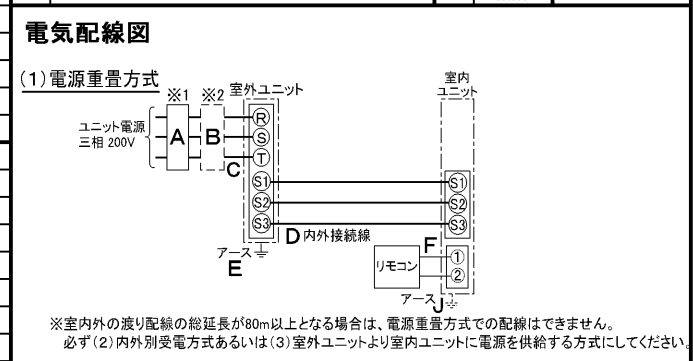 電気配線図
(1)電源重畳方式
※1 ※2 室外ユニット
室内
ユニット
ユニット電源
三相 200V
A B
R
S
T
C
S1 S1
S2 S2
S3 S3
D 内外接続線
アース
E
リモコン
F
1
2
アース J
※室内外の渡り配線の総延長が80m以上となる場合は、電源重畳方式での配線はできません。
必ず(2)内外別受電方式あるいは(3)室外ユニットより室内ユニットに電源を供給する方式にしてください。